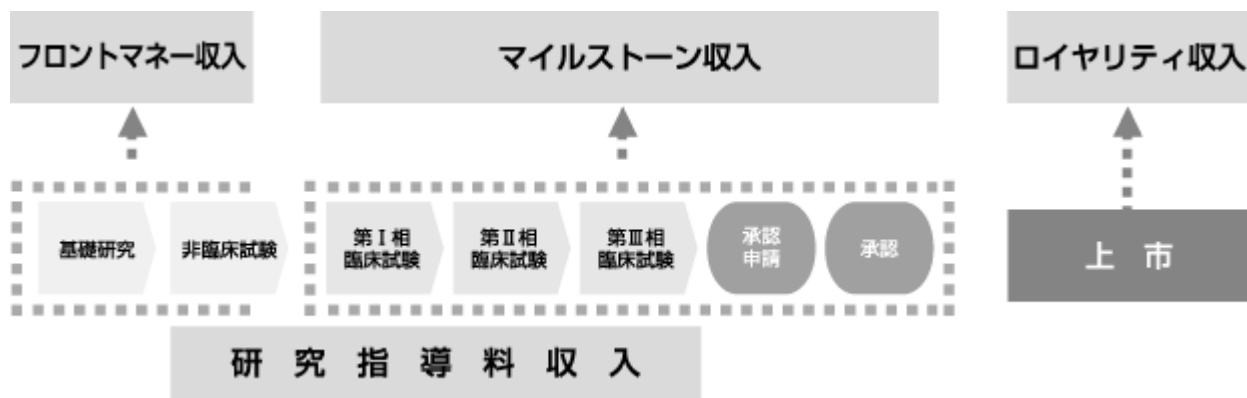 フロントマネー収入
マイルストーン収入
ロイヤリティ収入
基礎研究
非臨床試験
第Ⅰ相
臨床試験
第Ⅱ相
臨床試験
第Ⅲ相
臨床試験
承認
申請
承認
上市
研究指導料収入